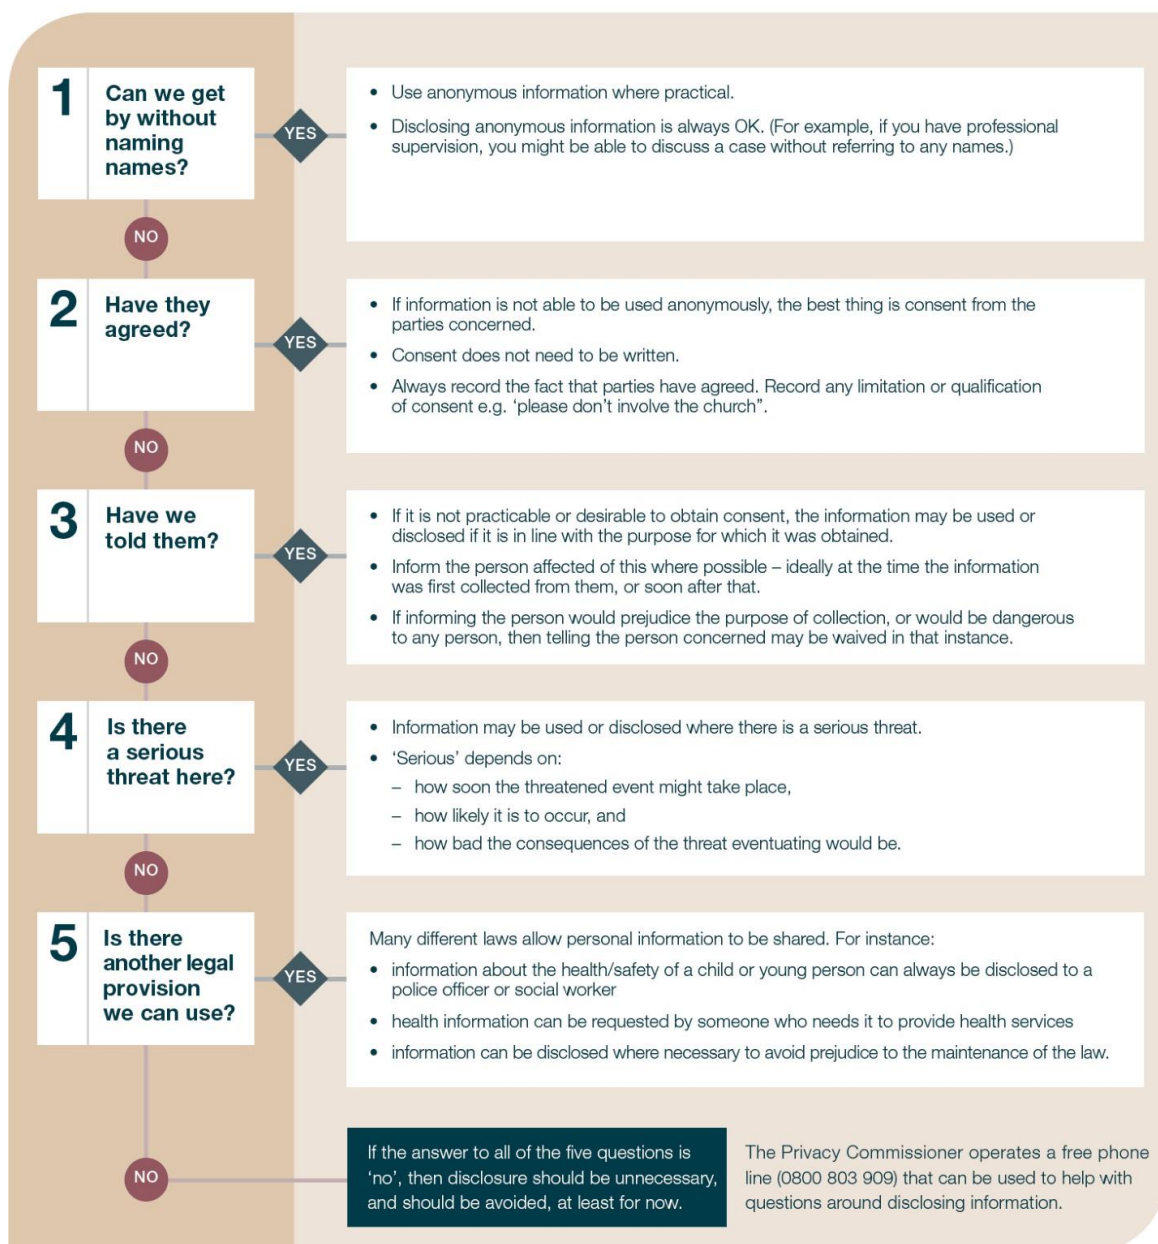 1
Can we get
by without
naming
names?
YES
• Use anonymous information where practical.
• Disclosing anonymous information is always OK. (For example, if you have professional
supervision, you might be able to discuss a case without referring to any names.)
NO
2
Have they
agreed?
YES
• If information is not able to be used anonymously, the best thing is consent from the
parties concerned.
• Consent does not need to be written.
• Always record the fact that parties have agreed. Record any limitation or qualification
of consent e.g. ‘please don’t involve the church”.
NO
3
Have we
told them?
YES
• If it is not practicable or desirable to obtain consent, the information may be used or
disclosed if it is in line with the purpose for which it was obtained.
• Inform the person affected of this where possible – ideally at the time the information
was first collected from them, or soon after that.
• If informing the person would prejudice the purpose of collection, or would be dangerous
to any person, then telling the person concerned may be waived in that instance.
NO
4
Is there
a serious
threat here?
YES
• Information may be used or disclosed where there is a serious threat.
• ‘Serious’ depends on:
– how soon the threatened event might take place,
– how likely it is to occur, and
– how bad the consequences of the threat eventuating would be.
NO
5
Is there
another legal
provision
we can use?
YES
Many different laws allow personal information to be shared. For instance:
• information about the health/safety of a child or young person can always be disclosed to a
police officer or social worker
• health information can be requested by someone who needs it to provide health services
• information can be disclosed where necessary to avoid prejudice to the maintenance of the law.
NO
If the answer to all of the five questions is
‘no’, then disclosure should be unnecessary,
and should be avoided, at least for now.
The Privacy Commissioner operates a free phone
line (0800 803 909) that can be used to help with
questions around disclosing information.